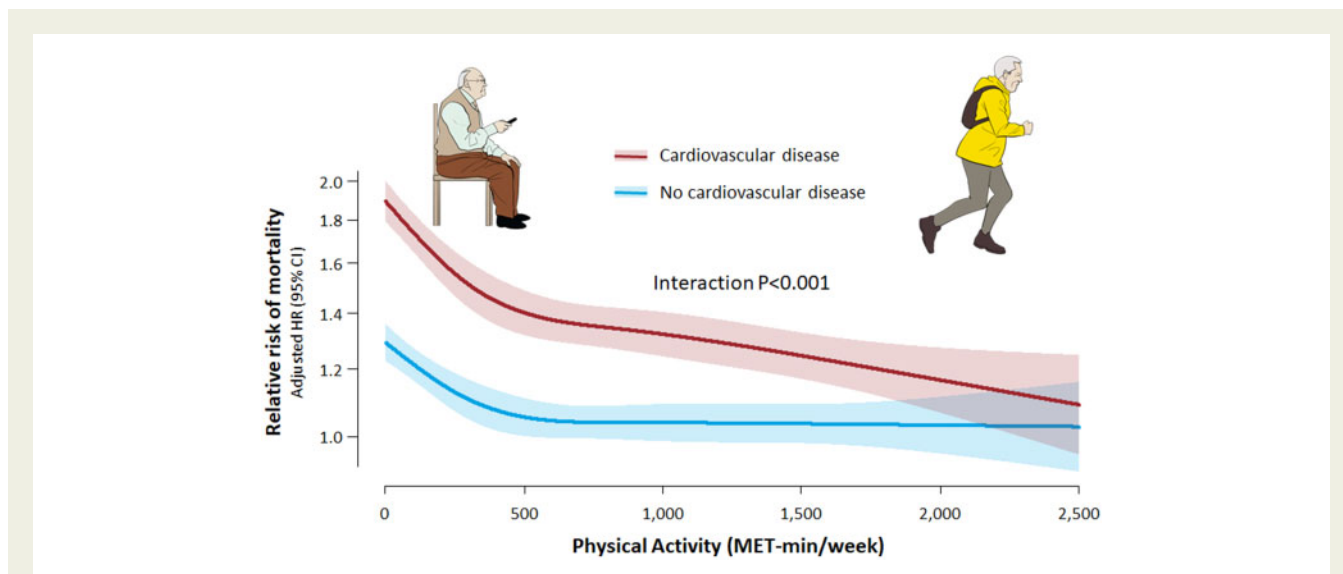 Cardiovascular disease
No cardiovascular disease
Interaction P<0.001
Relative risk of mortality
Adjusted HR (95% CI)
2.0
1.8
1.6
1.4
1.2
1.0
0
500
1,000
1,500
2,000
2,500
Physical Activity (MET-min/week)